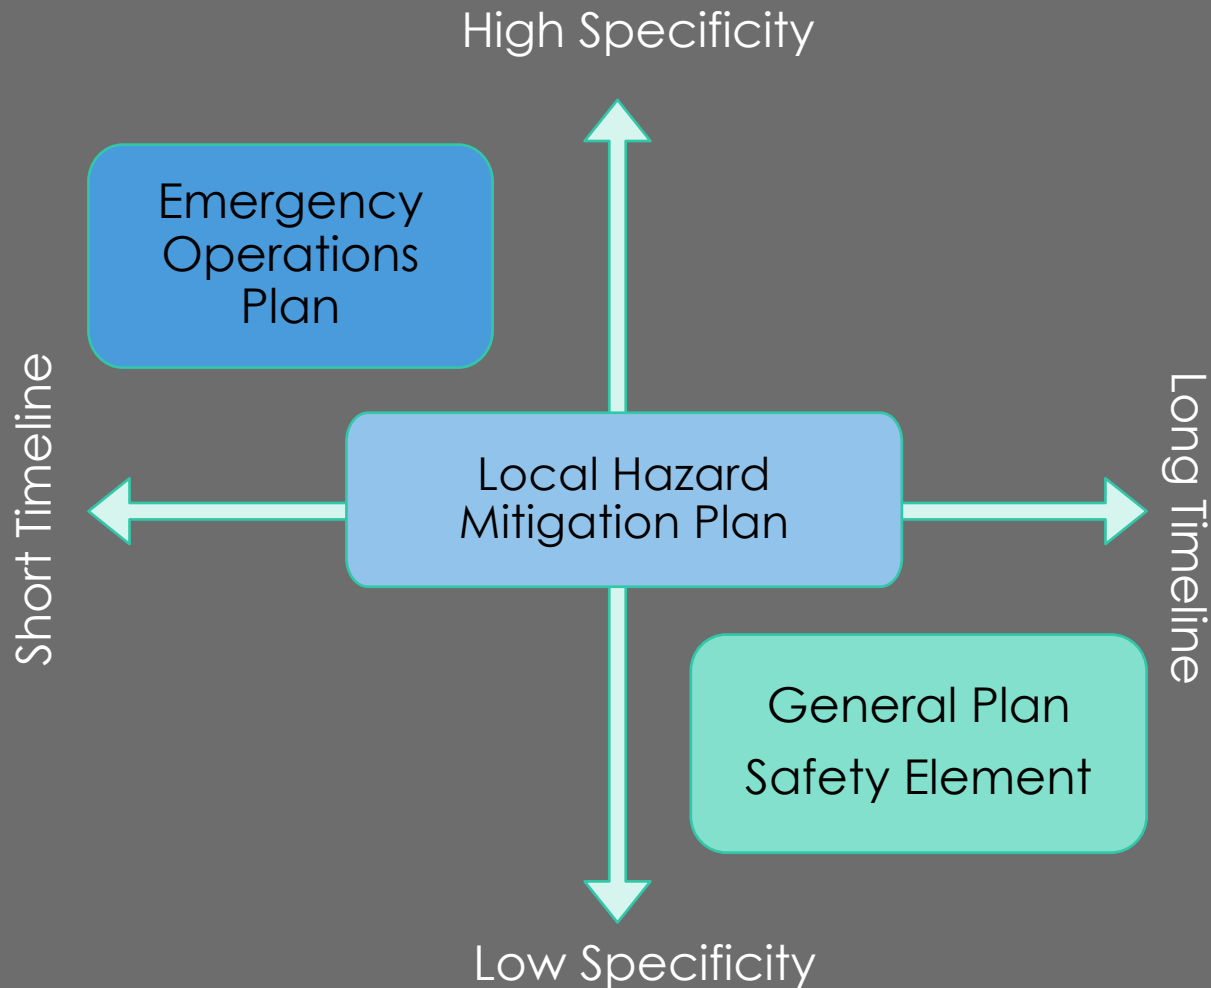 High Specificity
Emergency
Operations
Plan
Short Timeline
Local Hazard
Mitigation Plan
Long Timeline
General Plan
Safety Element
Low Specificity